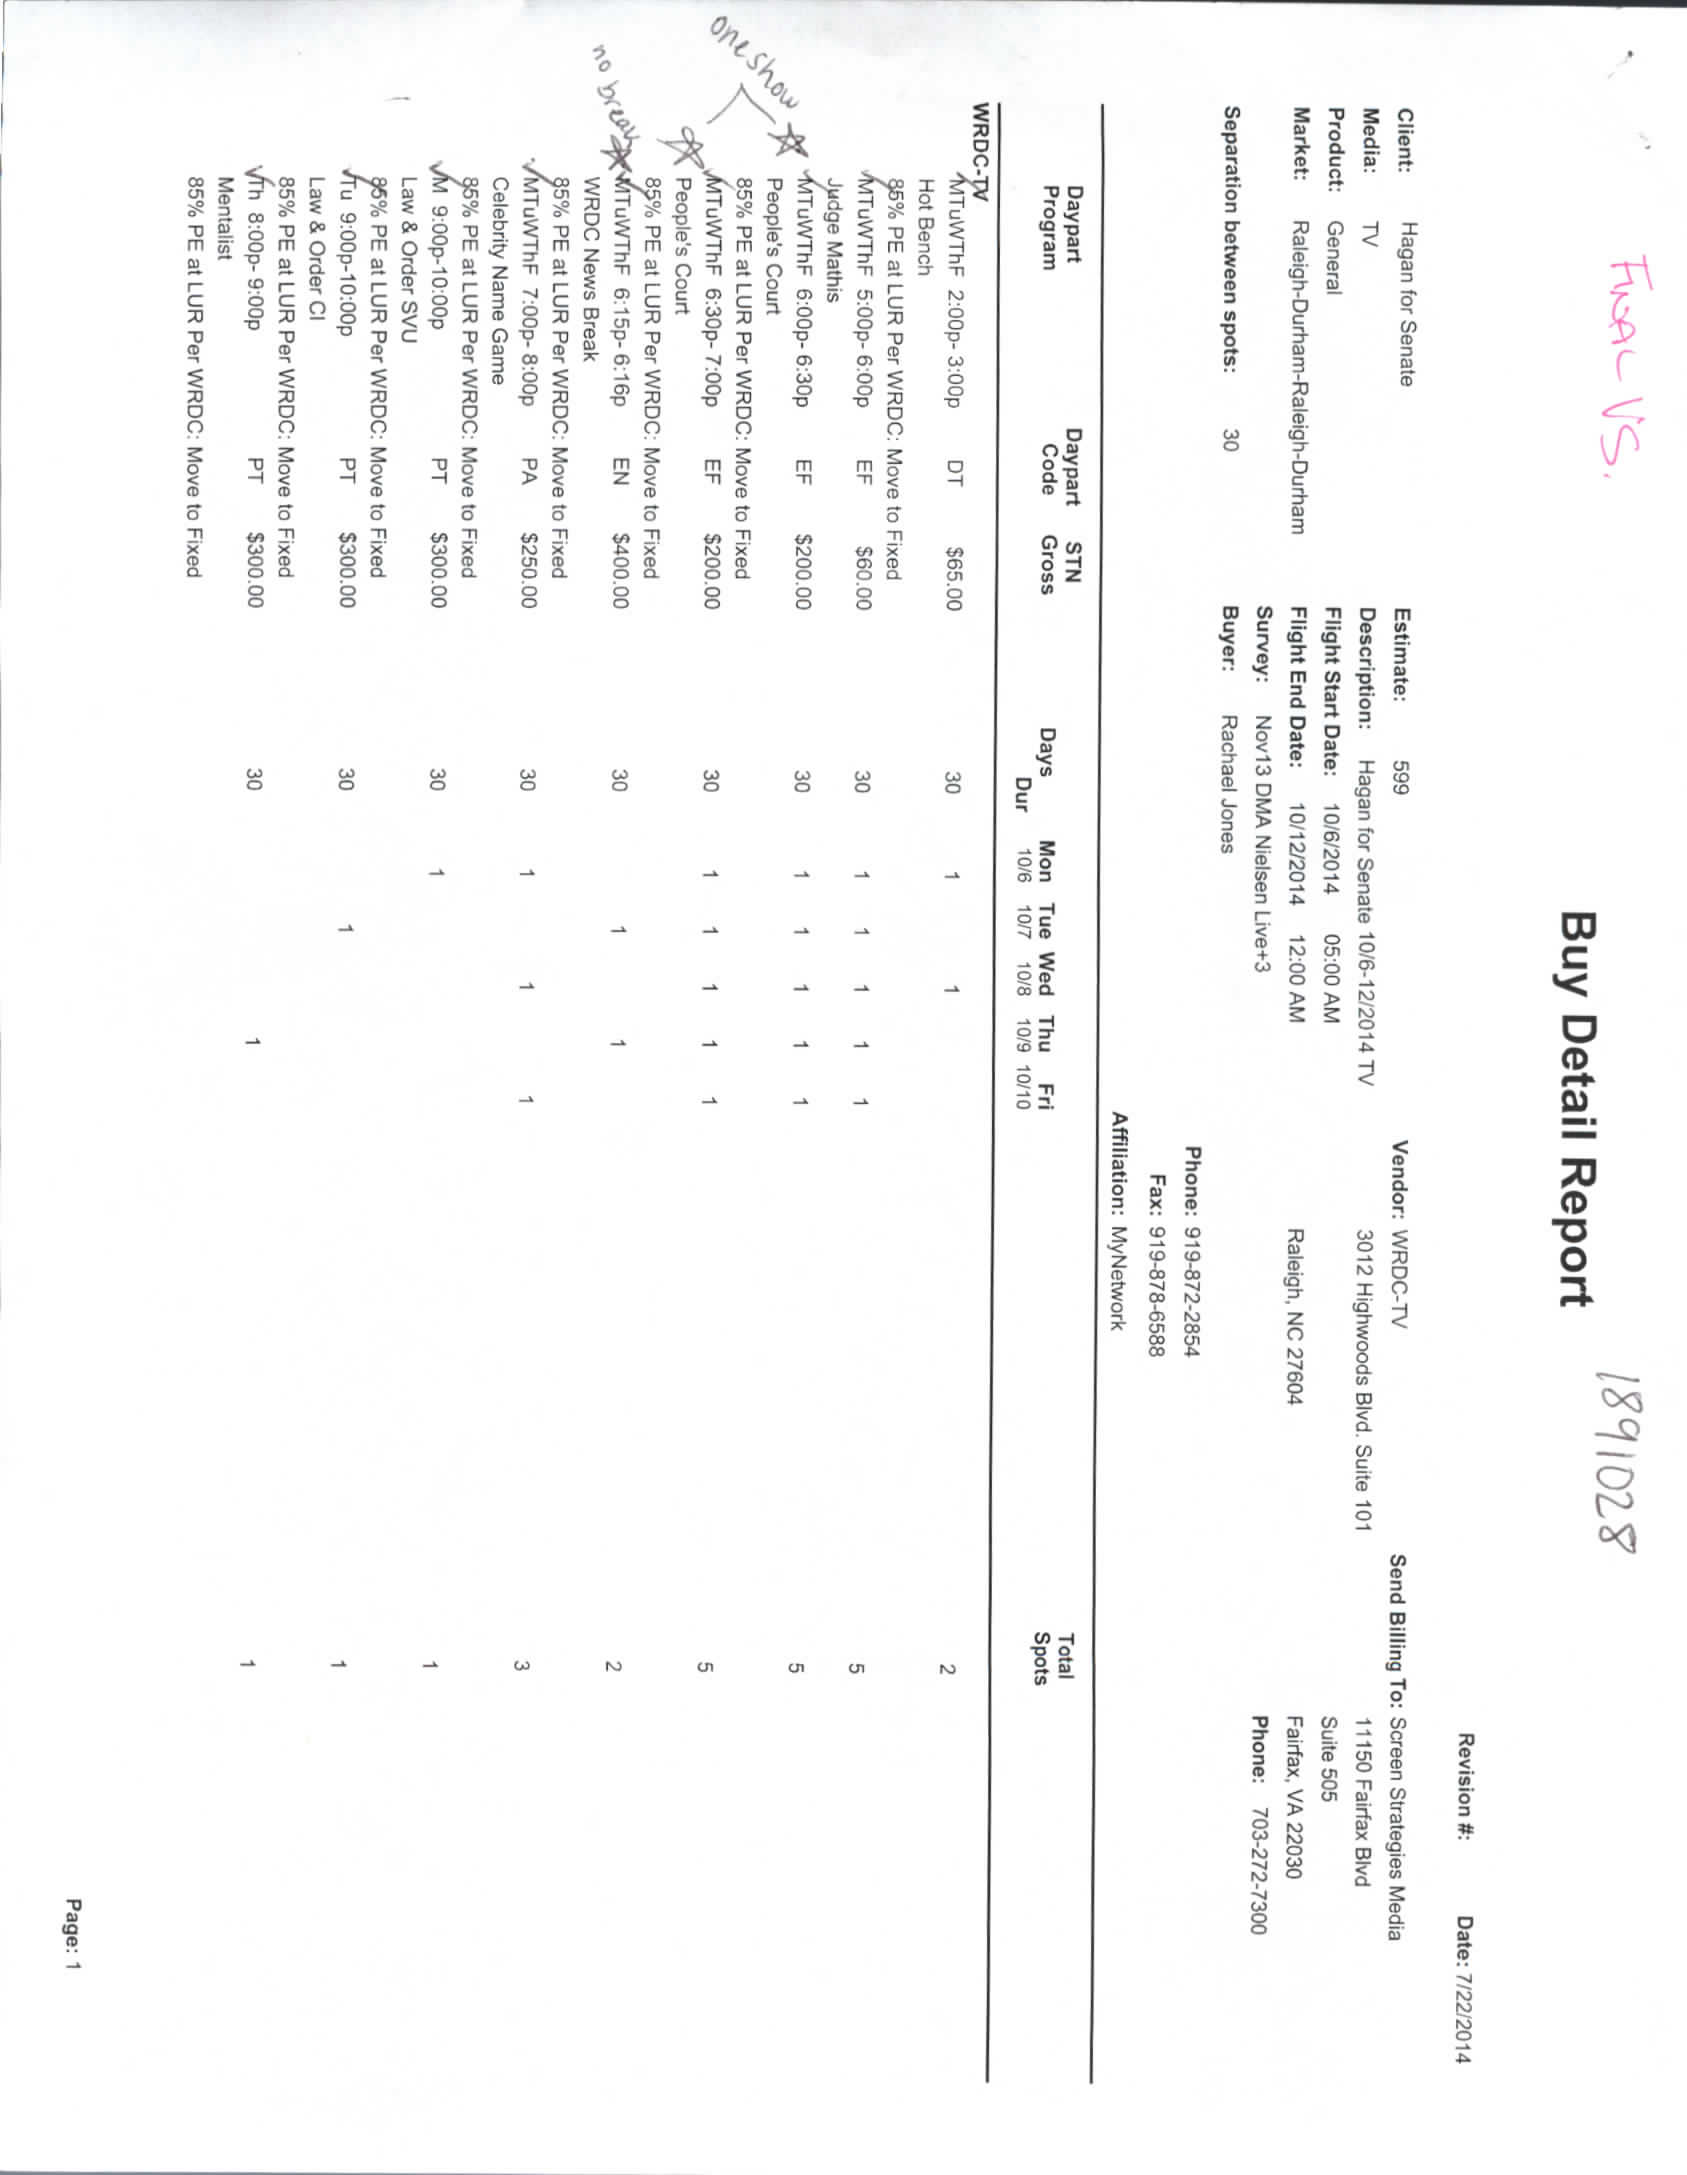 FINAL VS.
1891028
Buy Detail Report
Revision #: Date: 7/22/2014
Client: Hagan for Senate Estimate: 599 Vendor: WRDC-TV Send Billing To: Screen Strategies Media
Media: TV Description: Hagan for Senate 10/6-12/2014 TV 3012 Highwoods Blvd. Suite 101 11150 Fairfax Blvd
Product: General Flight Start Date: 10/6/2014 05:00 AM Suite 505
Market: Raleigh-Durham-Raleigh-Durham Flight End Date: 10/12/2014 12:00 AM Raleigh, NC 27604 Fairfax, VA 22030
Survey: Nov13 DMA Nielsen Live+3 Phone: 703-272-7300
Separation between spots: 30 Buyer: Rachael Jones
Phone: 919-872-2854
Fax: 919-878-6588
Affiliation: MyNetwork
Daypart Daypart STN Days Mon Tue Wed Thu Fri Total
Program Code Gross Dur 10/6 10/7 10/8 10/9 10/10 Spots
WRDC-TV
MTuWThF 2:00p- 3:00p DT $65.00 30 1 1 2
Hot Bench
85% PE at LUR Per WRDC: Move to Fixed
MTuWThF 5:00p- 6:00p EF $60.00 30 1 1 1 1 1 5
Judge Mathis
one show
MTuWThF 6:00p- 6:30p EF $200.00 30 1 1 1 1 1 5
People's Court
85% PE at LUR Per WRDC: Move to Fixed
MTuWThF 6:30p- 7:00p EF $200.00 30 1 1 1 1 1 5
People's Court
85% PE at LUR Per WRDC: Move to Fixed
no break
MTuWThF 6:15p- 6:16p EN $400.00 30 1 1 2
WRDC News Break
85% PE at LUR Per WRDC: Move to Fixed
MTuWThF 7:00p- 8:00p PA $250.00 30 1 1 1 3
Celebrity Name Game
85% PE at LUR Per WRDC: Move to Fixed
M 9:00p-10:00p PT $300.00 30 1 1
Law & Order SVU
85% PE at LUR Per WRDC: Move to Fixed
Tu 9:00p-10:00p PT $300.00 30 1 1
Law & Order CI
85% PE at LUR Per WRDC: Move to Fixed
Th 8:00p- 9:00p PT $300.00 30 1 1
Mentalist
85% PE at LUR Per WRDC: Move to Fixed
Page: 1